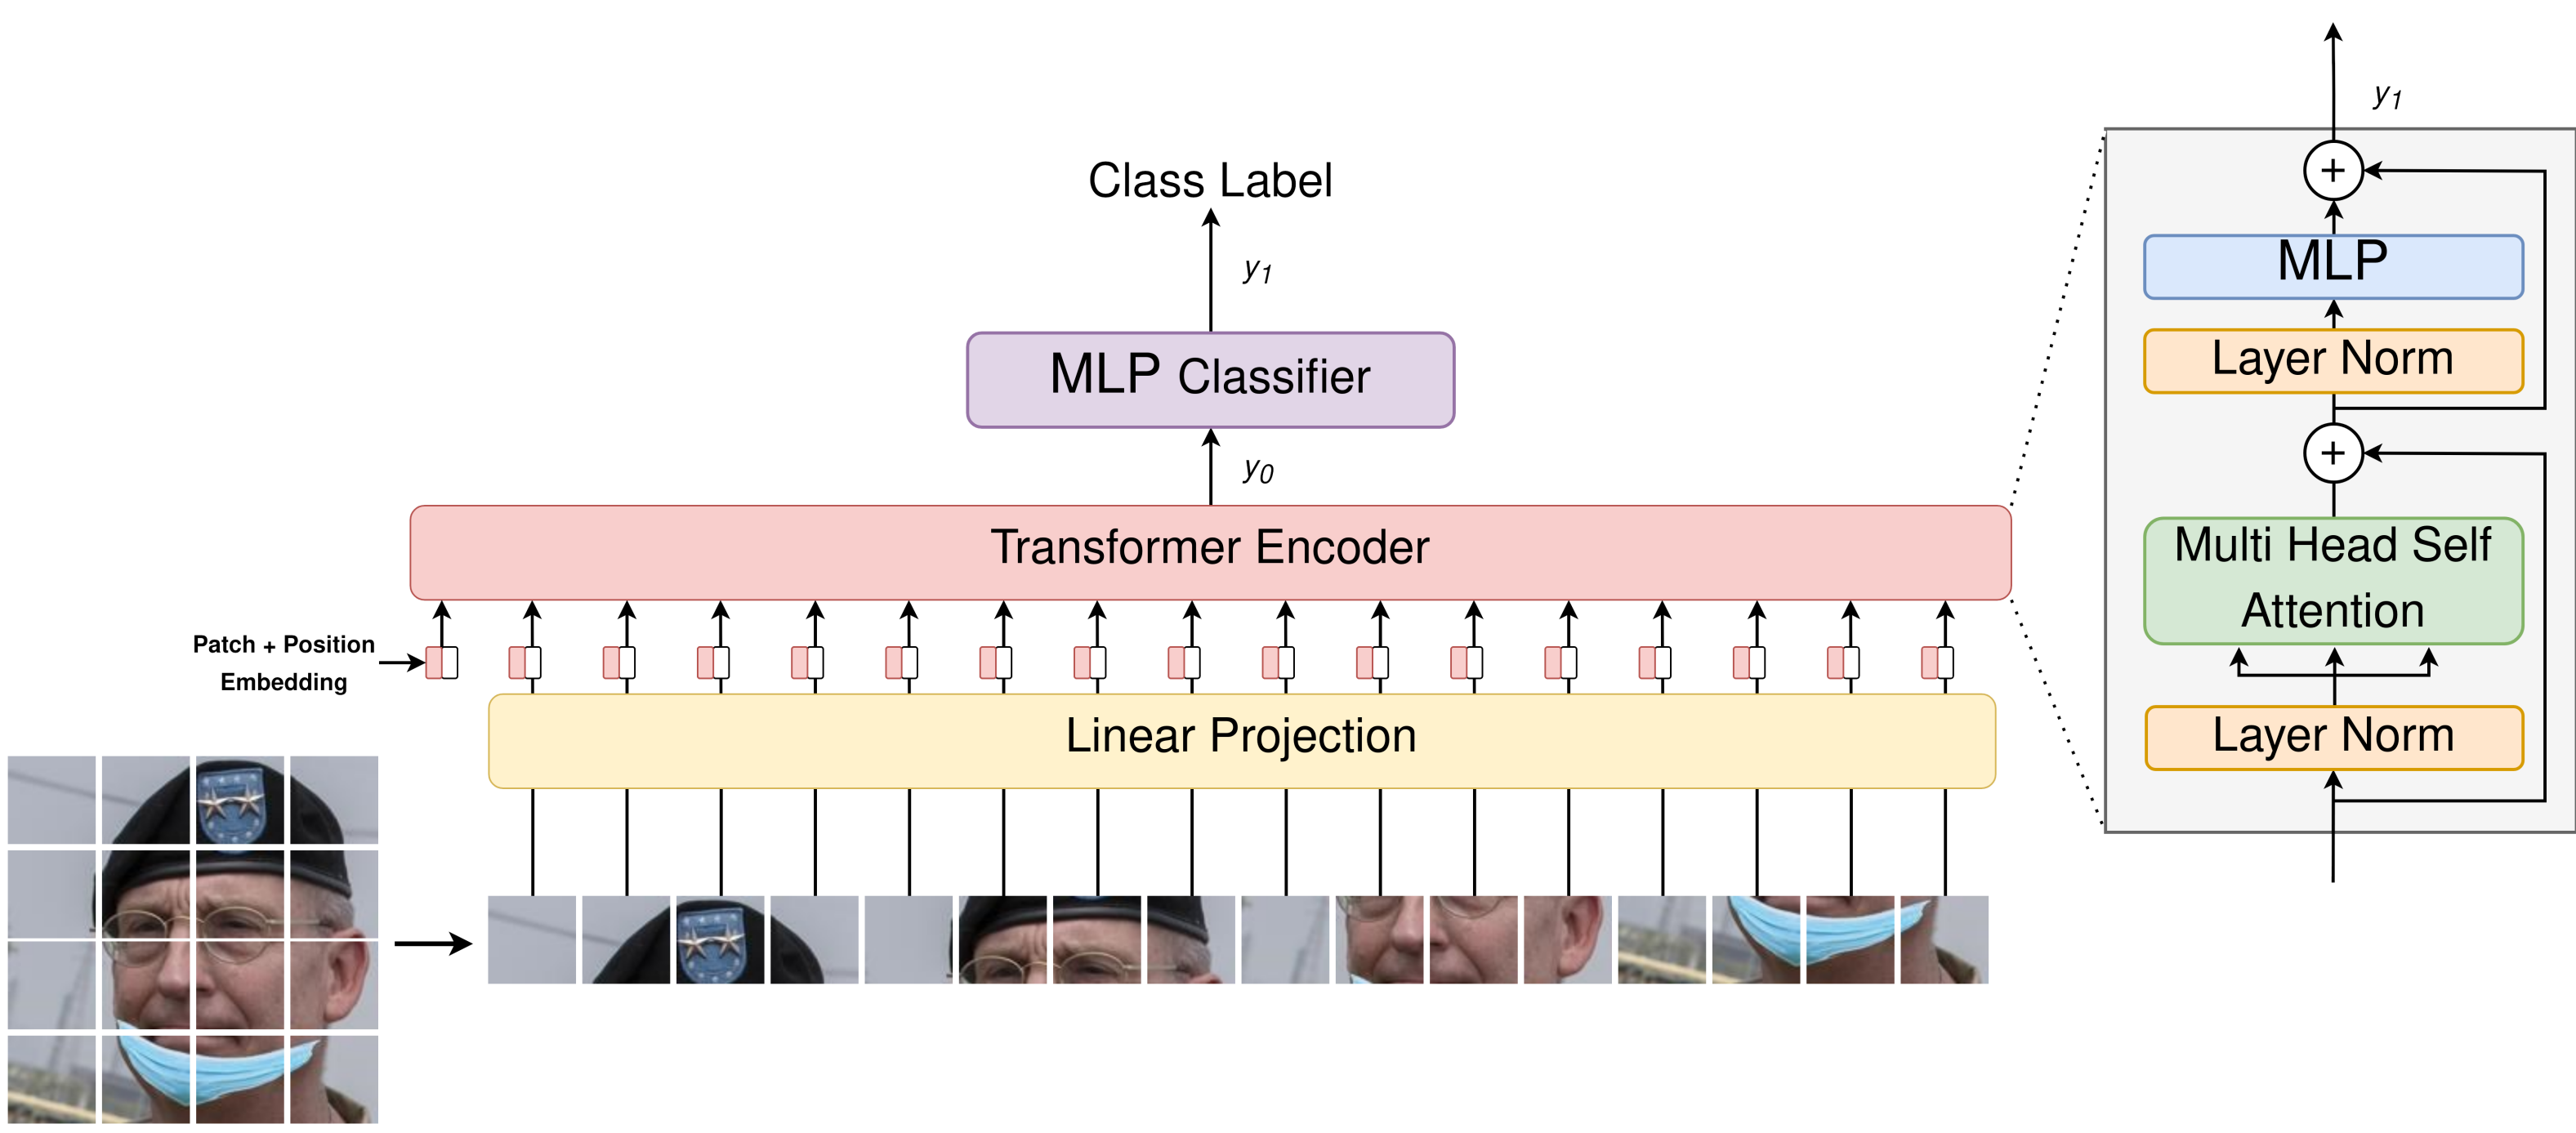 Class Label
y1
MLP Classifier
y0
Transformer Encoder
Patch + Position
Embedding
Linear Projection
y1
+
MLP
Layer Norm
+
Multi Head Self
Attention
Layer Norm